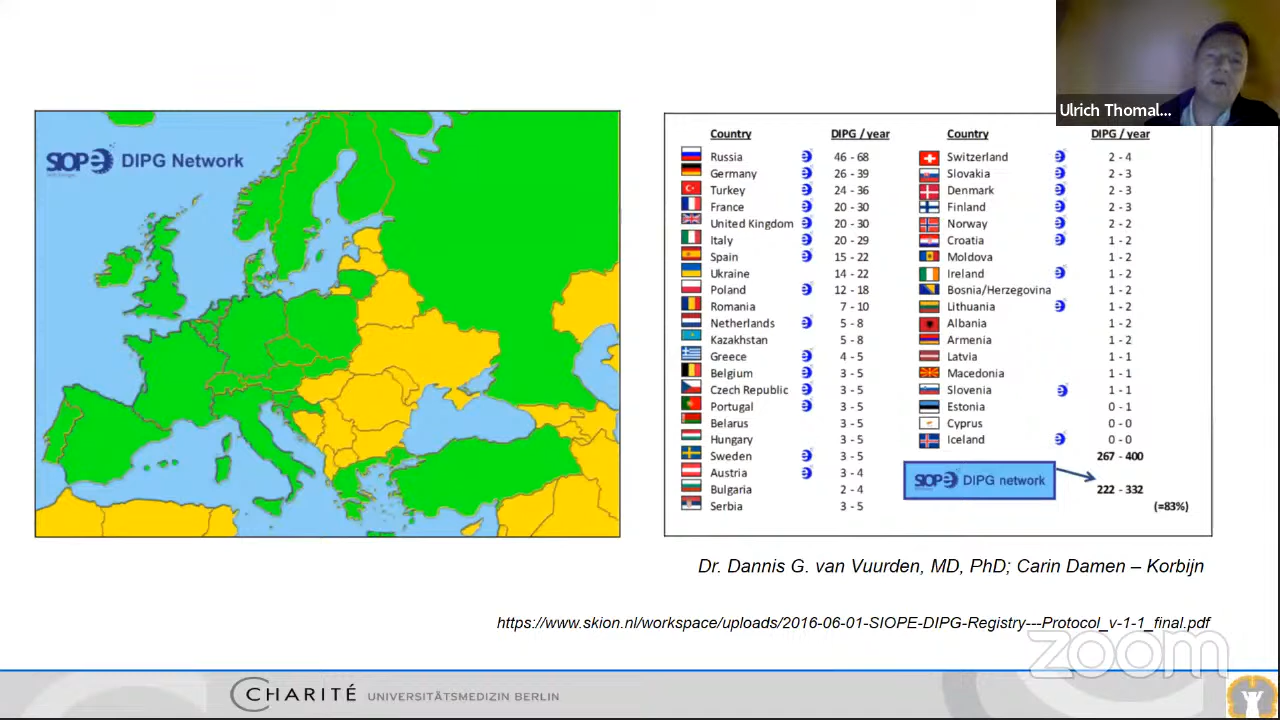 Ulrich Thomal...
SIOPe DIPG Network
Country DIPG / year
Russia 46 - 68
Germany 26 - 39
Turkey 24 - 36
France 20 - 30
United Kingdom 20 - 30
Italy 20 - 29
Spain 15 - 22
Ukraine 14 - 22
Poland 12 - 18
Romania 7 - 10
Netherlands 5 - 8
Kazakhstan 5 - 8
Greece 4 - 5
Belgium 3 - 5
Czech Republic 3 - 5
Portugal 3 - 5
Belarus 3 - 5
Hungary 3 - 5
Sweden 3 - 5
Austria 3 - 4
Bulgaria 2 - 4
Serbia 3 - 5
Country DIPG / year
Switzerland 2 - 4
Slovakia 2 - 3
Denmark 2 - 3
Finland 2 - 3
Norway 2 - 2
Croatia 1 - 2
Moldova 1 - 2
Ireland 1 - 2
Bosnia/Herzegovina 1 - 2
Lithuania 1 - 2
Albania 1 - 2
Armenia 1 - 2
Latvia 1 - 1
Macedonia 1 - 1
Slovenia 1 - 1
Estonia 0 - 1
Cyprus 0 - 0
Iceland 0 - 0
267 - 400
SIOPe DIPG network
222 - 332
(=83%)
Dr. Dannis G. van Vuurden, MD, PhD; Carin Damen – Korbijn
https://www.skion.nl/workspace/uploads/2016-06-01-SIOPE-DIPG-Registry---Protocol_v-1-1_final.pdf
zoom
CHARITÉ UNIVERSITÄTSMEDIZIN BERLIN